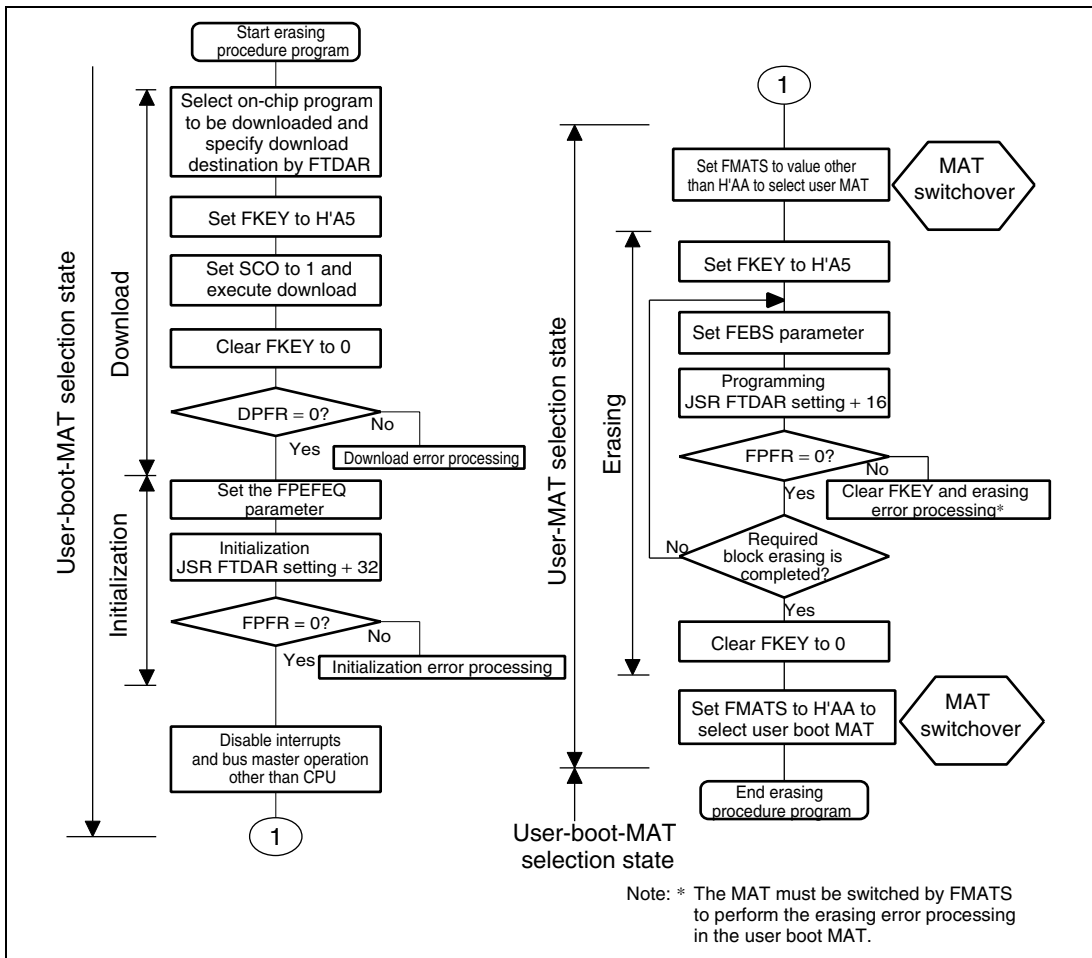 Start erasing
procedure program
Select on-chip program
to be downloaded and
specify download
destination by FTDAR
Set FKEY to H'A5
Set SCO to 1 and
execute download
Clear FKEY to 0
DPFR = 0?
No
Yes
Download error processing
Set the FPEFEQ
parameter
Initialization
JSR FTDAR setting + 32
FPFR = 0?
No
Yes
Initialization error processing
Disable interrupts
and bus master operation
other than CPU
1
User-boot-MAT selection state
Download
Initialization
1
Set FMATS to value other
than H'AA to select user MAT
MAT
switchover
Set FKEY to H'A5
Set FEBS parameter
Programming
JSR FTDAR setting + 16
FPFR = 0?
No
Yes
Clear FKEY and erasing
error processing*
Required
block erasing is
completed?
No
Yes
Clear FKEY to 0
Set FMATS to H'AA to
select user boot MAT
MAT
switchover
End erasing
procedure program
User-MAT selection state
Erasing
User-boot-MAT
selection state
Note: * The MAT must be switched by FMATS
to perform the erasing error processing
in the user boot MAT.